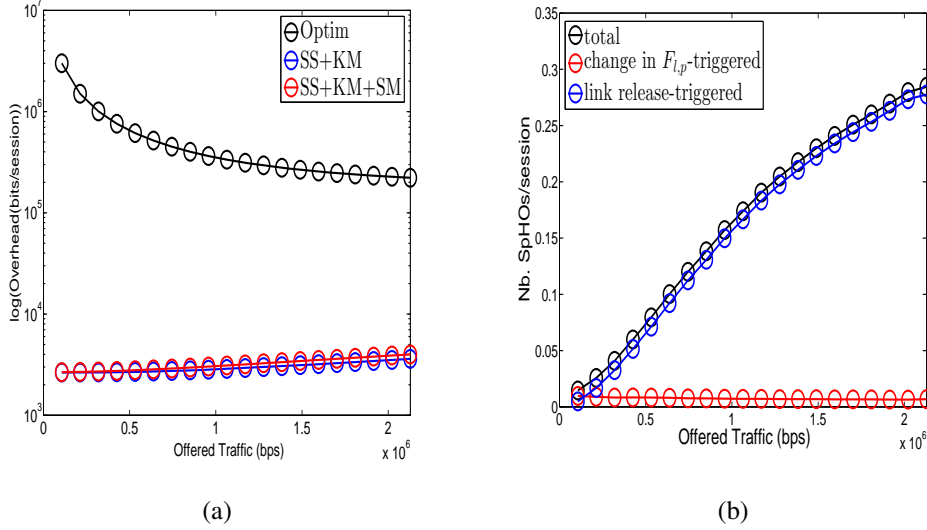 10^7
10^6
10^5
10^4
10^3
log(Overhead(bits/session))
Optim
SS+KM
SS+KM+SM
0 0.5 1 1.5 2
x 10^6
Offered Traffic (bps)
(a)
0.35
0.3
0.25
0.2
0.15
0.1
0.05
0
Nb. SpHOs/session
total
change in F_{l,p}-triggered
link release-triggered
0 0.5 1 1.5 2
x 10^6
Offered Traffic (bps)
(b)